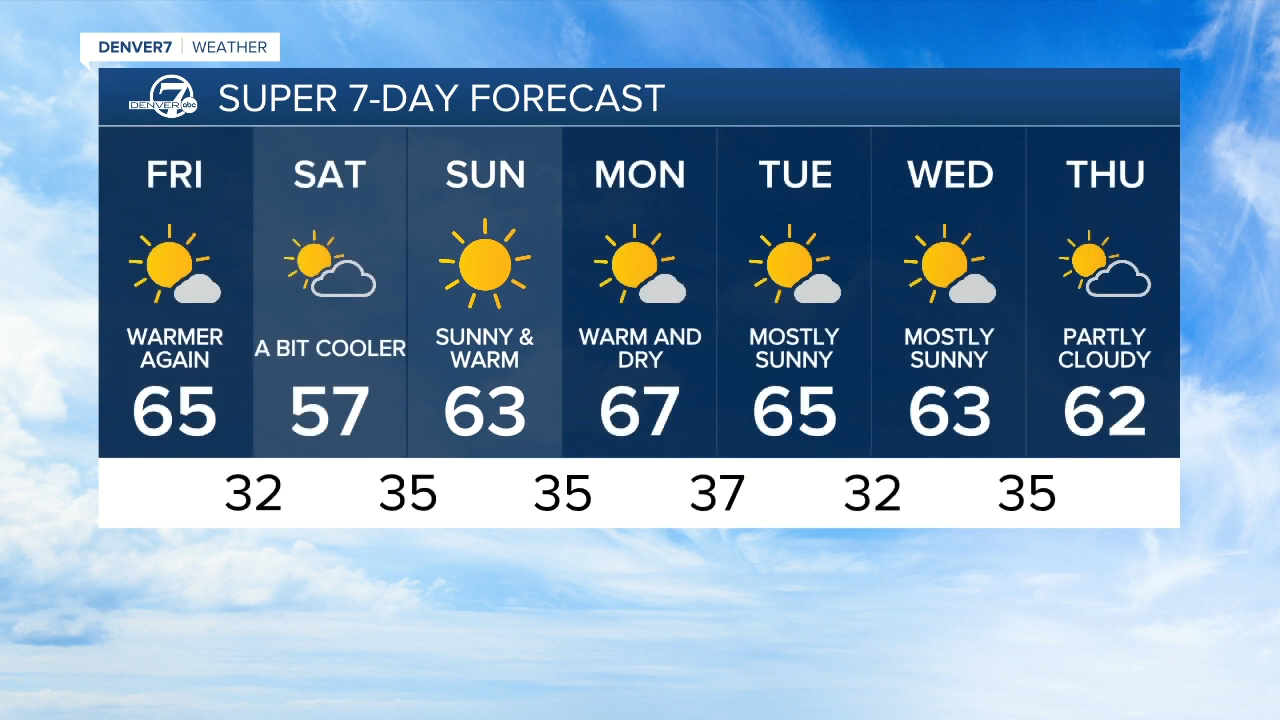 DENVER7 | WEATHER
DENVER 7 abc
SUPER 7-DAY FORECAST
FRI SAT SUN MON TUE WED THU
WARMER AGAIN
A BIT COOLER
SUNNY & WARM
WARM AND DRY
MOSTLY SUNNY
MOSTLY SUNNY
PARTLY CLOUDY
65 57 63 67 65 63 62
32 35 35 37 32 35